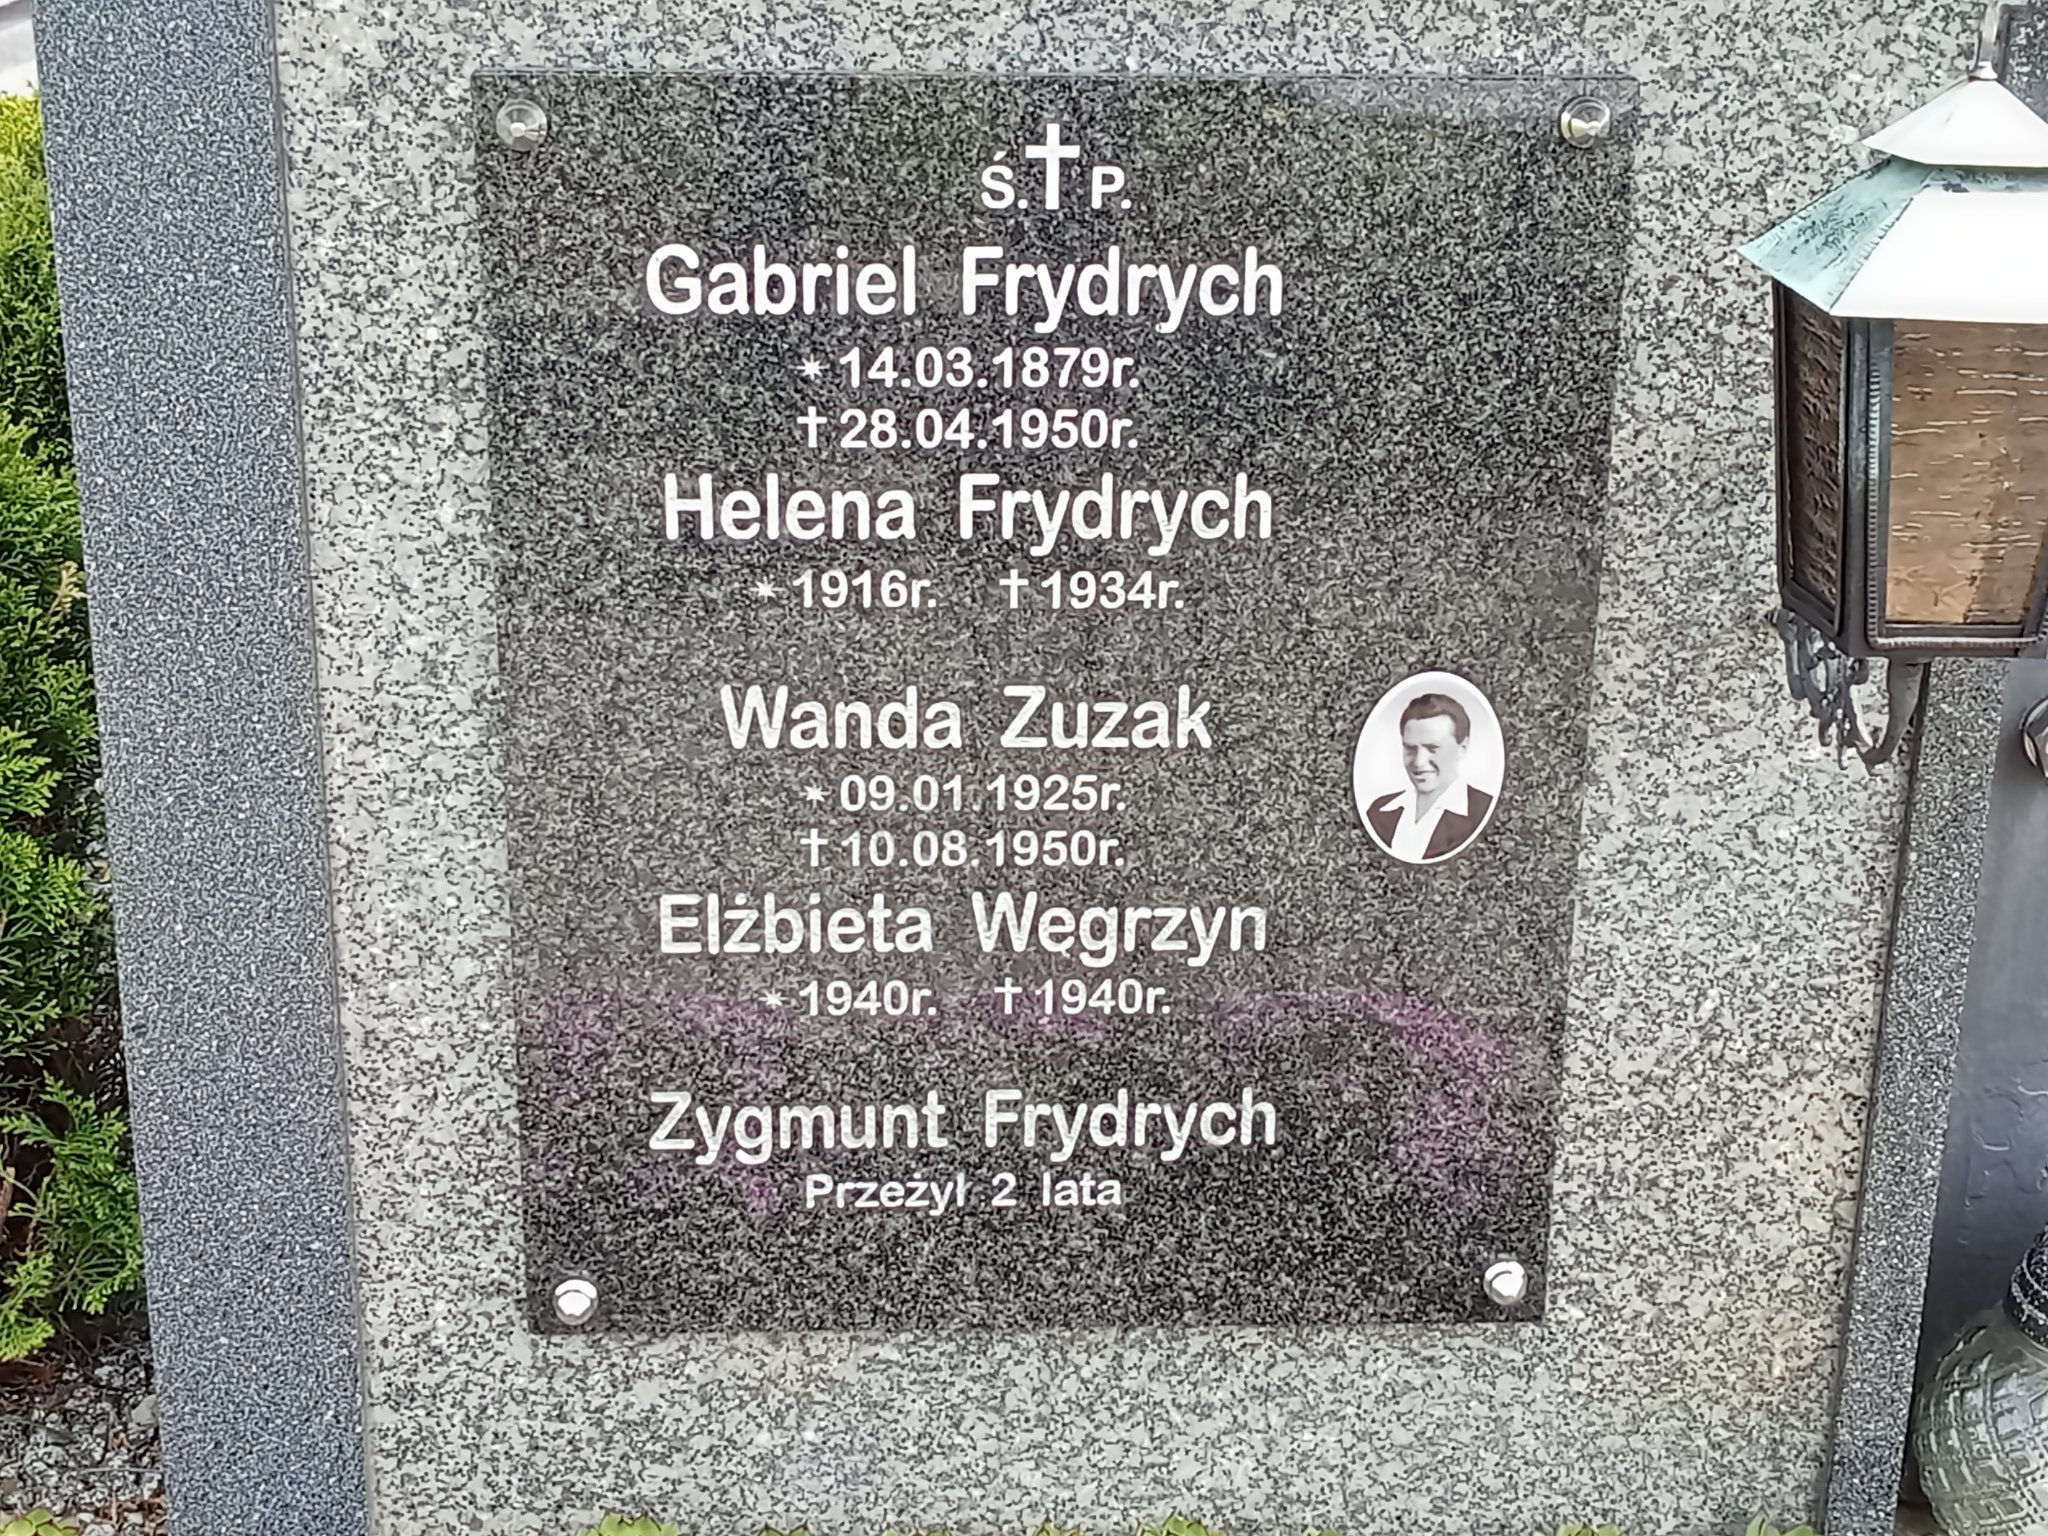 Ś.✝P.
Gabriel Frydrych
* 14.03.1879r.
✝ 28.04.1950r.
Helena Frydrych
* 1916r. ✝ 1934r.
Wanda Zuzak
* 09.01.1925r.
✝ 10.08.1950r.
Elżbieta Węgrzyn
* 1940r. ✝ 1940r.
Zygmunt Frydrych
Przeżył 2 lata